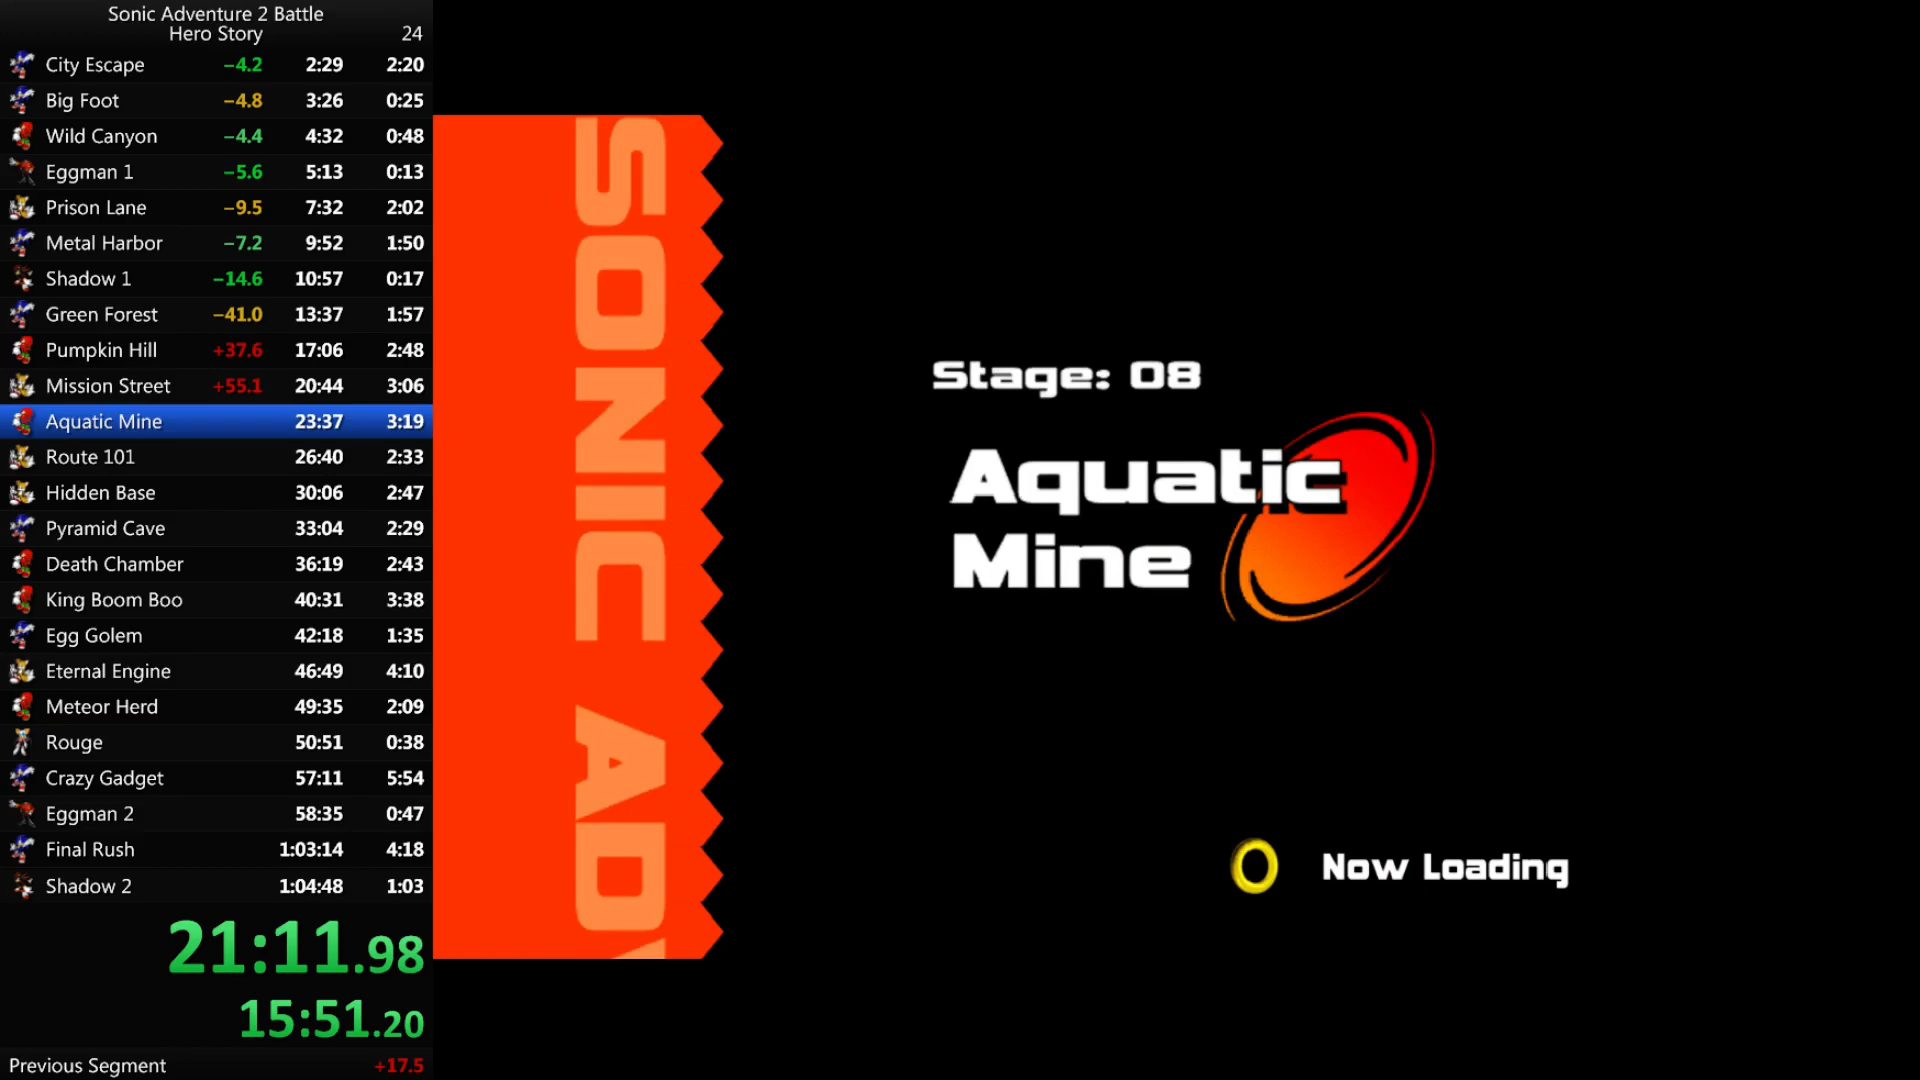 Sonic Adventure 2 Battle
Hero Story 24
City Escape −4.2 2:29 2:20
Big Foot −4.8 3:26 0:25
Wild Canyon −4.4 4:32 0:48
Eggman 1 −5.6 5:13 0:13
Prison Lane −9.5 7:32 2:02
Metal Harbor −7.2 9:52 1:50
Shadow 1 −14.6 10:57 0:17
Green Forest −41.0 13:37 1:57
Pumpkin Hill +37.6 17:06 2:48
Mission Street +55.1 20:44 3:06
Aquatic Mine 23:37 3:19
Route 101 26:40 2:33
Hidden Base 30:06 2:47
Pyramid Cave 33:04 2:29
Death Chamber 36:19 2:43
King Boom Boo 40:31 3:38
Egg Golem 42:18 1:35
Eternal Engine 46:49 4:10
Meteor Herd 49:35 2:09
Rouge 50:51 0:38
Crazy Gadget 57:11 5:54
Eggman 2 58:35 0:47
Final Rush 1:03:14 4:18
Shadow 2 1:04:48 1:03
21:11.98
15:51.20
Previous Segment +17.5
SONIC ADV
Stage: 08
Aquatic
Mine
Now Loading